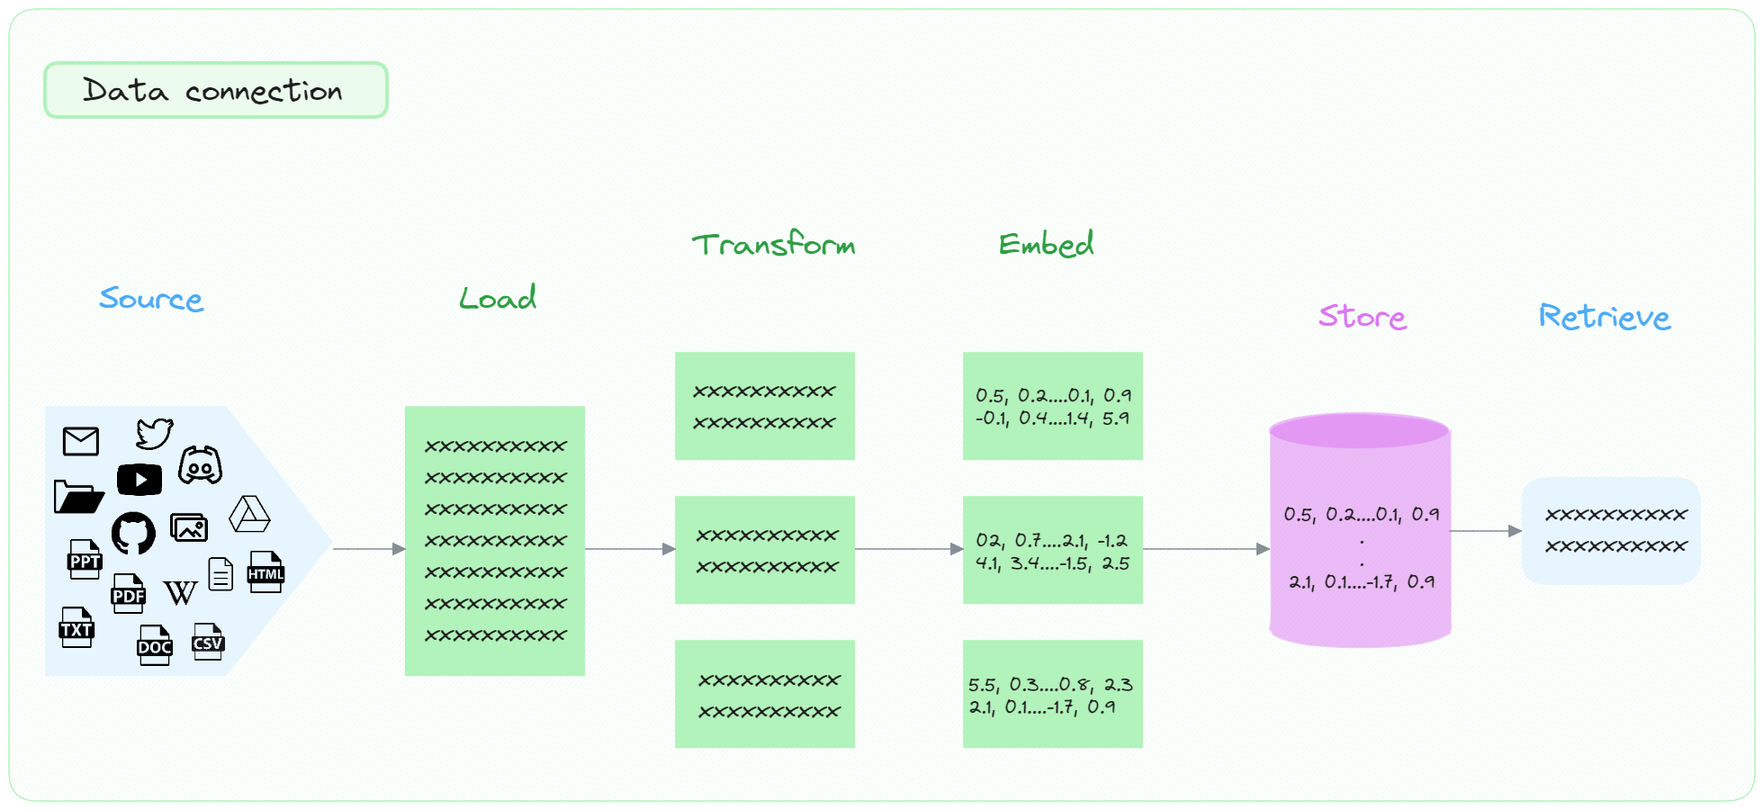 Data connection
Source
Load
Transform
Embed
Store
Retrieve
PPT
PDF
W
HTML
TXT
DOC
CSV
xxxxxxxxxx
xxxxxxxxxx
xxxxxxxxxx
xxxxxxxxxx
xxxxxxxxxx
xxxxxxxxxx
xxxxxxxxxx
xxxxxxxxxx
xxxxxxxxxx
xxxxxxxxxx
xxxxxxxxxx
xxxxxxxxxx
xxxxxxxxxx
0.5, 0.2....0.1, 0.9
-0.1, 0.4....1.4, 5.9
02, 0.7....2.1, -1.2
4.1, 3.4....-1.5, 2.5
5.5, 0.3....0.8, 2.3
2.1, 0.1....-1.7, 0.9
0.5, 0.2....0.1, 0.9
.
.
2.1, 0.1....-1.7, 0.9
xxxxxxxxxx
xxxxxxxxxx